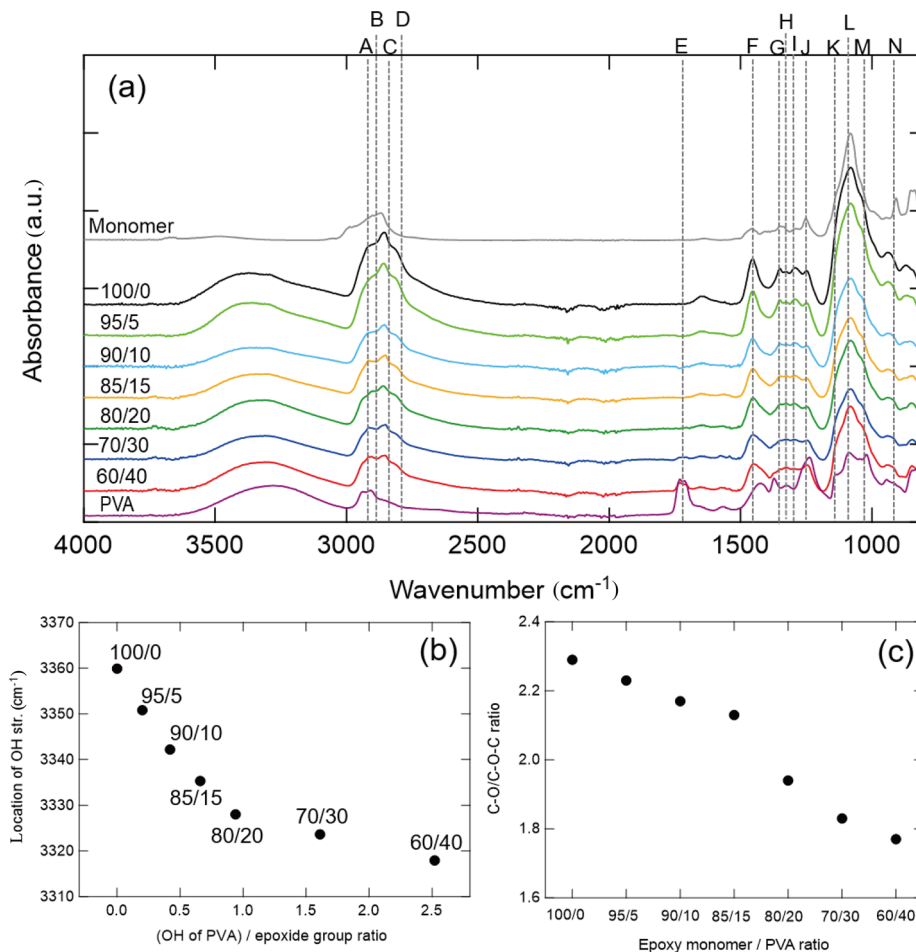 B H L
A C D E F G I J K M N
(a)
Absorbance (a.u.)
Monomer
100/0
95/5
90/10
85/15
80/20
70/30
60/40
PVA
4000 3500 3000 2500 2000 1500 1000
Wavenumber (cm⁻¹)
(b)
Location of OH str. (cm⁻¹)
3370
3360
3350
3340
3330
3320
3310
100/0
95/5
90/10
85/15
80/20
70/30
60/40
0.0 0.5 1.0 1.5 2.0 2.5
(OH of PVA) / epoxide group ratio
(c)
C-O/C-O-C ratio
2.4
2.2
2.0
1.8
1.6
100/0 95/5 90/10 85/15 80/20 70/30 60/40
Epoxy monomer / PVA ratio